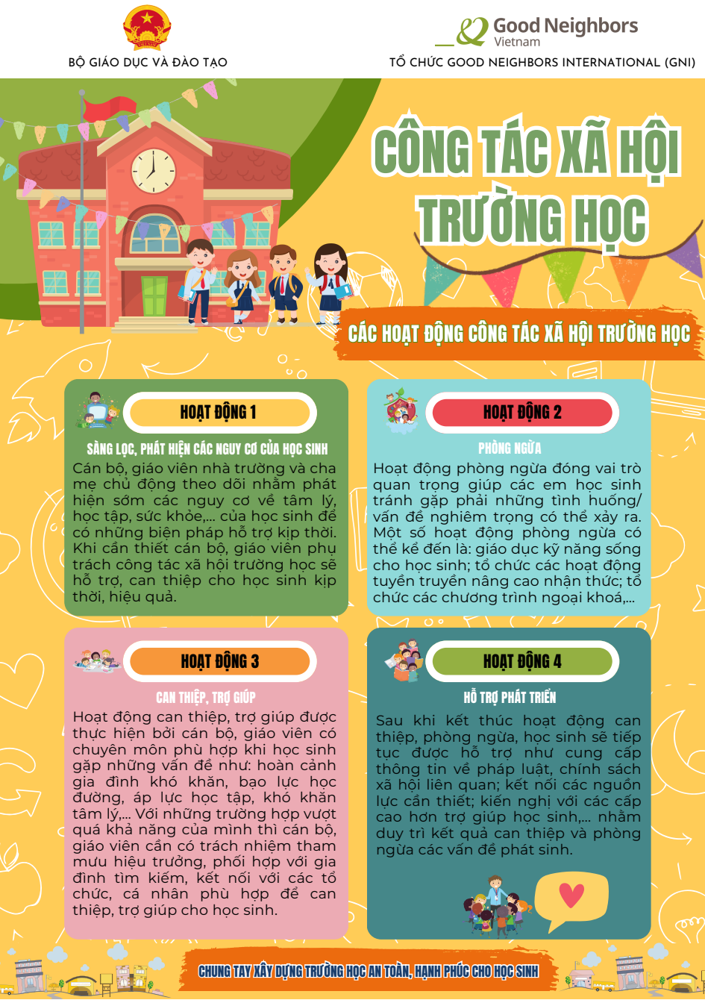 BỘ GIÁO DỤC VÀ ĐÀO TẠO
Good Neighbors
Vietnam
TỔ CHỨC GOOD NEIGHBORS INTERNATIONAL (GNI)
CÔNG TÁC XÃ HỘI
TRƯỜNG HỌC
CÁC HOẠT ĐỘNG CÔNG TÁC XÃ HỘI TRƯỜNG HỌC
HOẠT ĐỘNG 1
SÀNG LỌC, PHÁT HIỆN CÁC NGUY CƠ CỦA HỌC SINH
Cán bộ, giáo viên nhà trường và cha
mẹ chủ động theo dõi nhằm phát
hiện sớm các nguy cơ về tâm lý,
học tập, sức khỏe,... của học sinh để
có những biện pháp hỗ trợ kịp thời.
Khi cần thiết cán bộ, giáo viên phụ
trách công tác xã hội trường học sẽ
hỗ trợ, can thiệp cho học sinh kịp
thời, hiệu quả.
HOẠT ĐỘNG 2
PHÒNG NGỪA
Hoạt động phòng ngừa đóng vai trò
quan trọng giúp các em học sinh
tránh gặp phải những tình huống/
vấn đề nghiêm trọng có thể xảy ra.
Một số hoạt động phòng ngừa có
thể kể đến là: giáo dục kỹ năng sống
cho học sinh; tổ chức các hoạt động
tuyền truyền nâng cao nhận thức; tổ
chức các chương trình ngoại khoá,...
HOẠT ĐỘNG 3
CAN THIỆP, TRỢ GIÚP
Hoạt động can thiệp, trợ giúp được
thực hiện bởi cán bộ, giáo viên có
chuyên môn phù hợp khi học sinh
gặp những vấn đề như: hoàn cảnh
gia đình khó khăn, bạo lực học
đường, áp lực học tập, khó khăn
tâm lý,... Với những trường hợp vượt
quá khả năng của mình thì cán bộ,
giáo viên cần có trách nhiệm tham
mưu hiệu trưởng, phối hợp với gia
đình tìm kiếm, kết nối với các tổ
chức, cá nhân phù hợp để can
thiệp, trợ giúp cho học sinh.
HOẠT ĐỘNG 4
HỖ TRỢ PHÁT TRIỂN
Sau khi kết thúc hoạt động can
thiệp, phòng ngừa, học sinh sẽ tiếp
tục được hỗ trợ như cung cấp
thông tin về pháp luật, chính sách
xã hội liên quan; kết nối các nguồn
lực cần thiết; kiến nghị với các cấp
cao hơn trợ giúp học sinh,... nhằm
duy trì kết quả can thiệp và phòng
ngừa các vấn đề phát sinh.
CHUNG TAY XÂY DỰNG TRƯỜNG HỌC AN TOÀN, HẠNH PHÚC CHO HỌC SINH